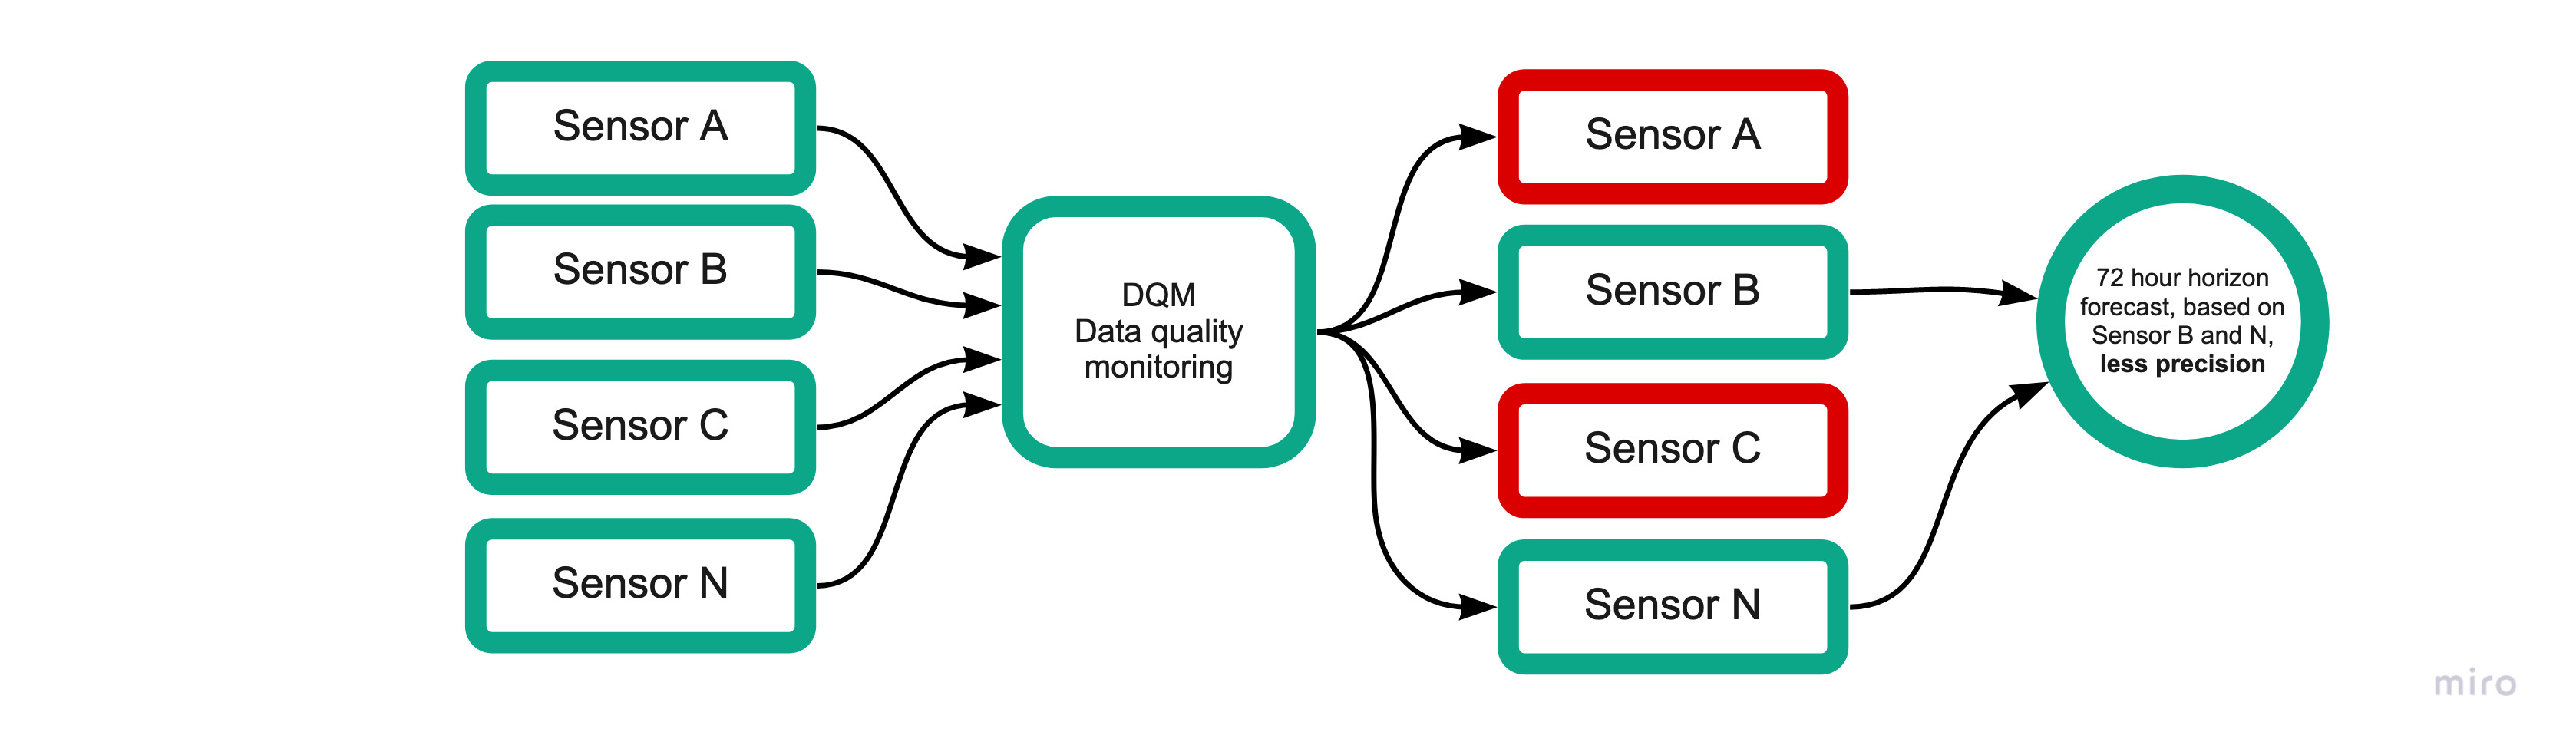 Sensor A
Sensor B
Sensor C
Sensor N
DQM
Data quality
monitoring
Sensor A
Sensor B
Sensor C
Sensor N
72 hour horizon
forecast, based on
Sensor B and N,
less precision
miro